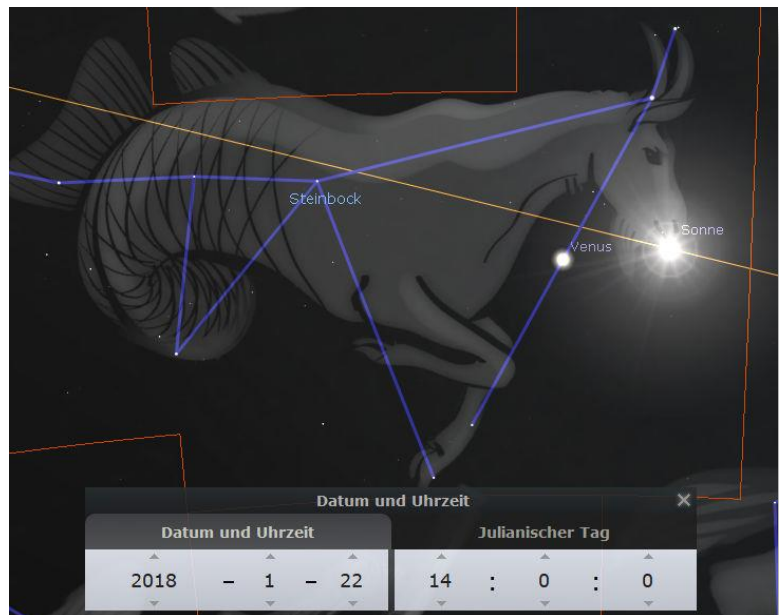 Steinbock
Sonne
Venus
Datum und Uhrzeit ×
Datum und Uhrzeit Julianischer Tag
2018 – 1 – 22 14 : 0 : 0